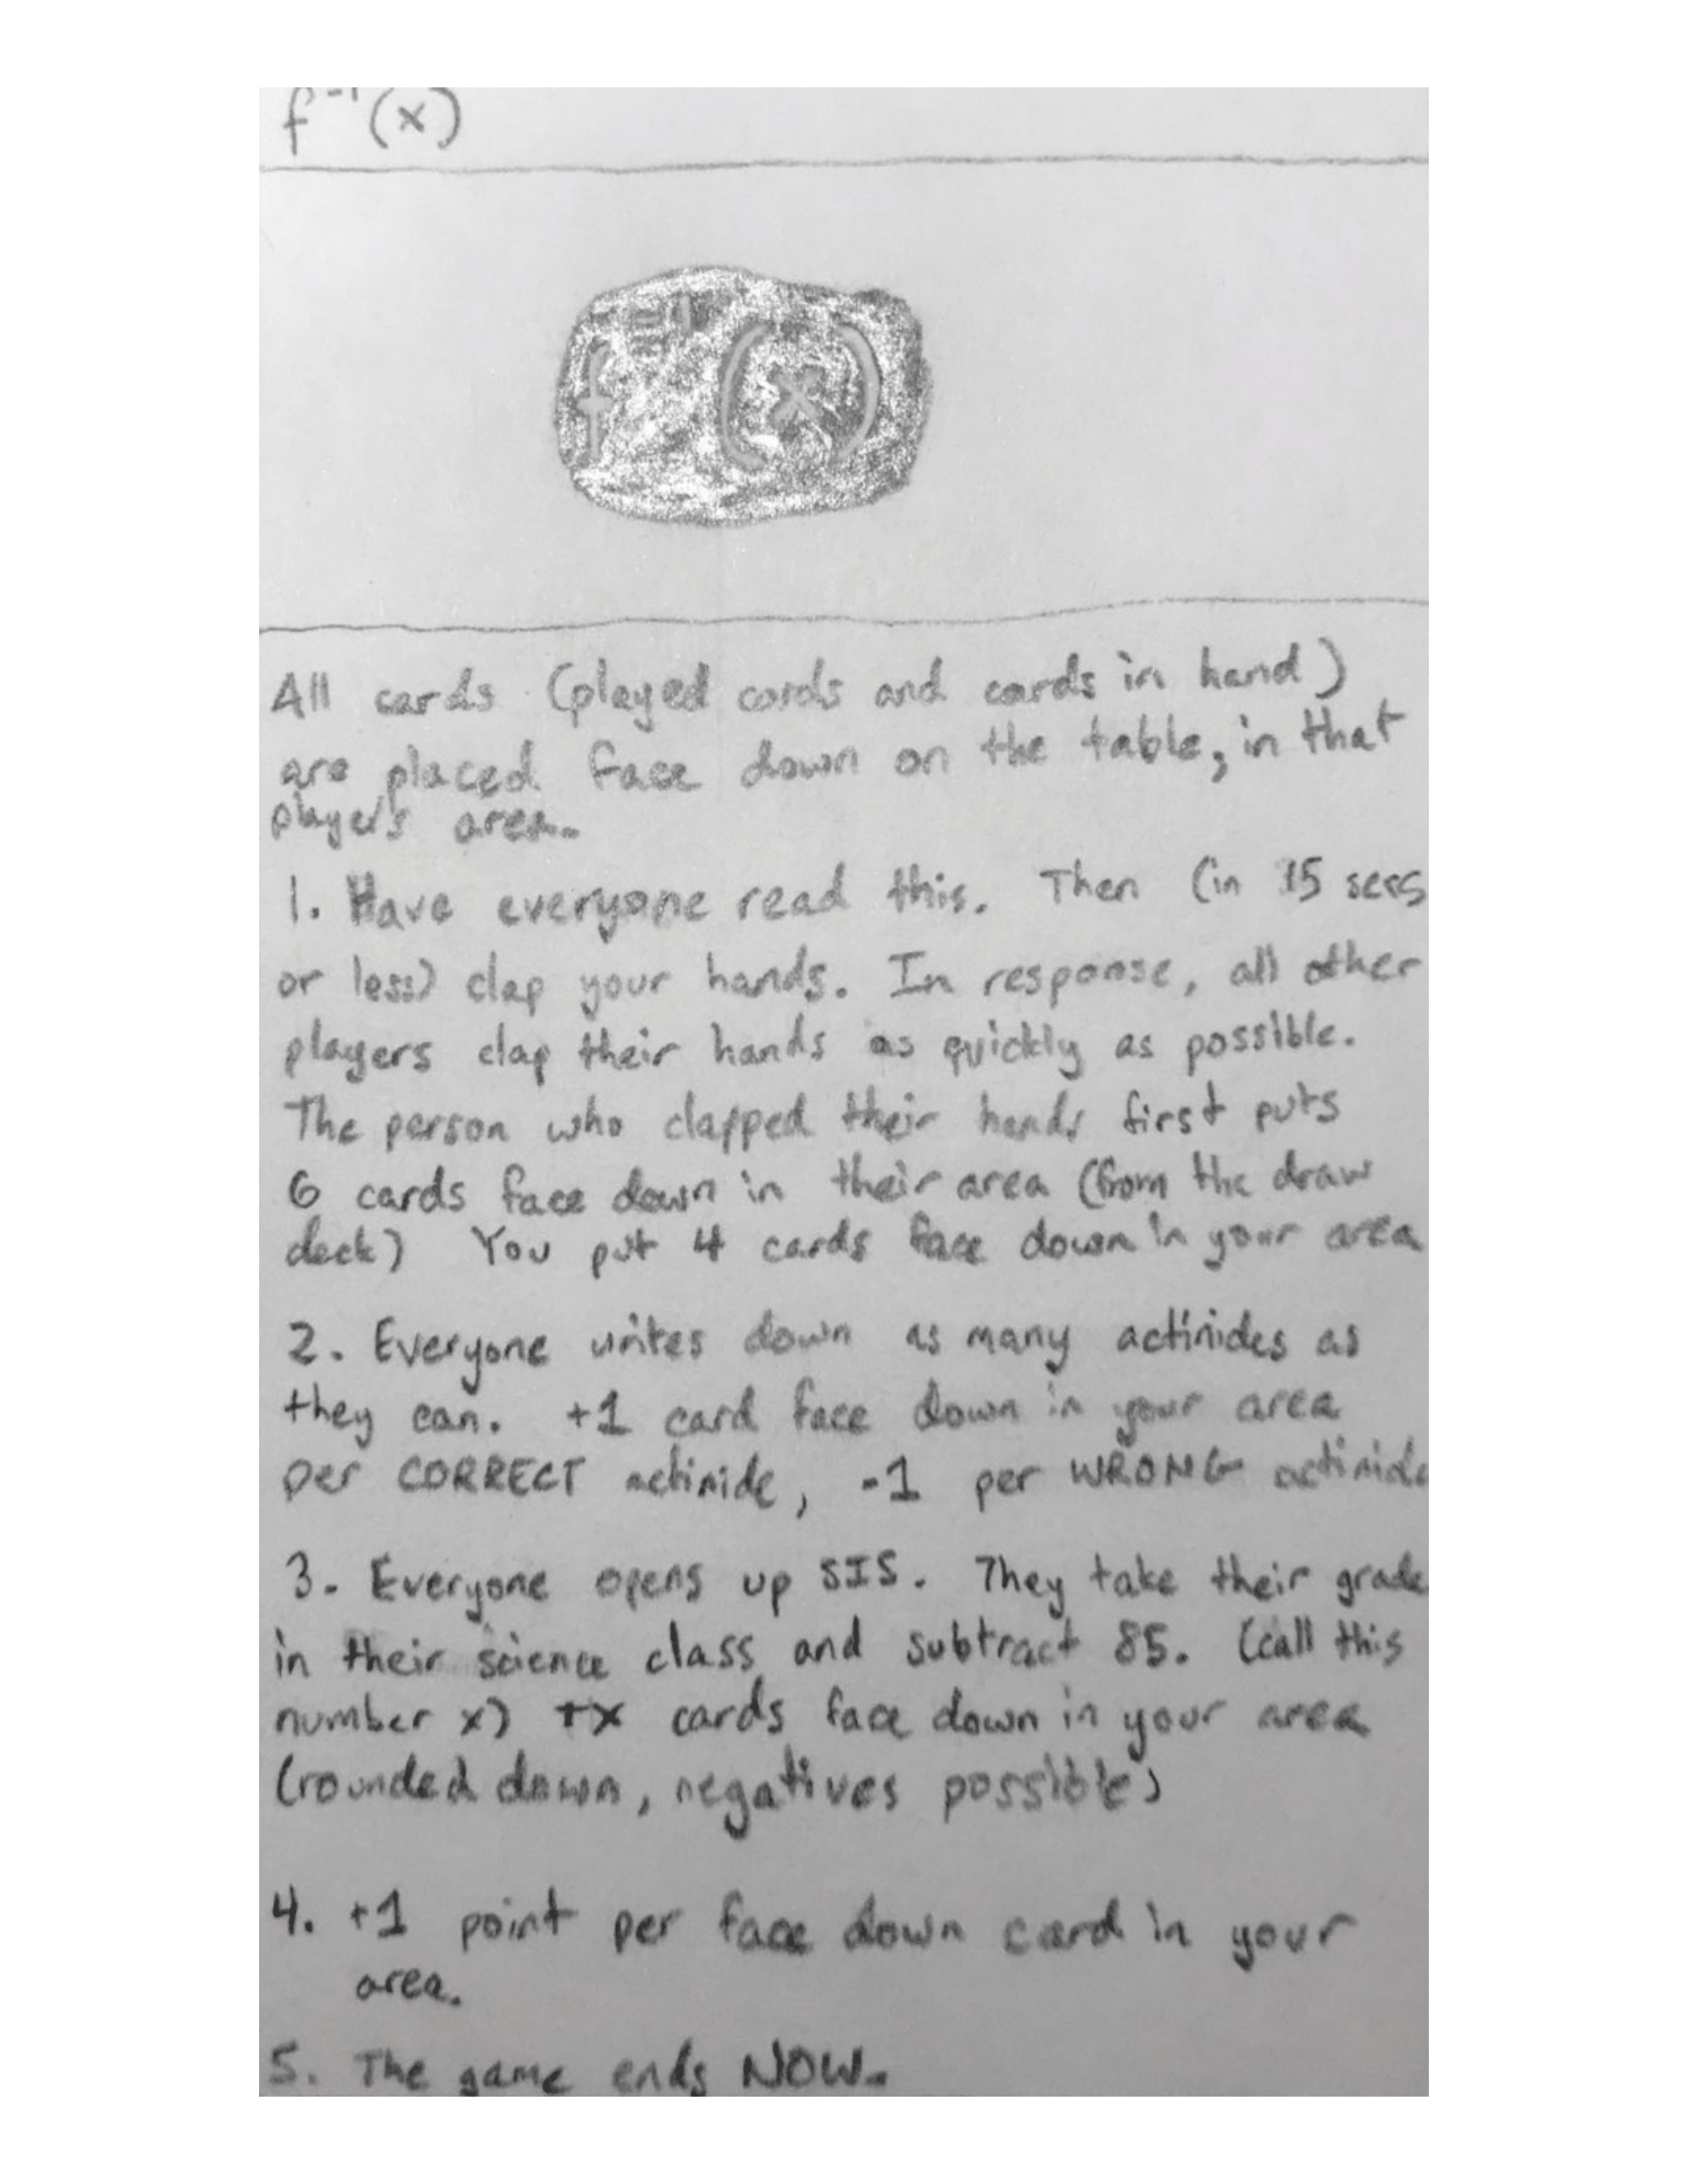 f⁻¹(x)
f⁻¹(x)
All cards (played cards and cards in hand)
are placed face down on the table, in that
player's area.
1. Have everyone read this. Then (in 15 secs
or less) clap your hands. In response, all other
players clap their hands as quickly as possible.
The person who clapped their hands first puts
6 cards face down in their area (from the draw
deck) You put 4 cards face down in your area
2. Everyone writes down as many actinides as
they can. +1 card face down in your area
per CORRECT actinide, -1 per WRONG actinide
3. Everyone opens up SIS. They take their grade
in their science class and subtract 85. (call this
number x) +x cards face down in your area
(rounded down, negatives possible)
4. +1 point per face down card in your
area.
5. The game ends NOW.